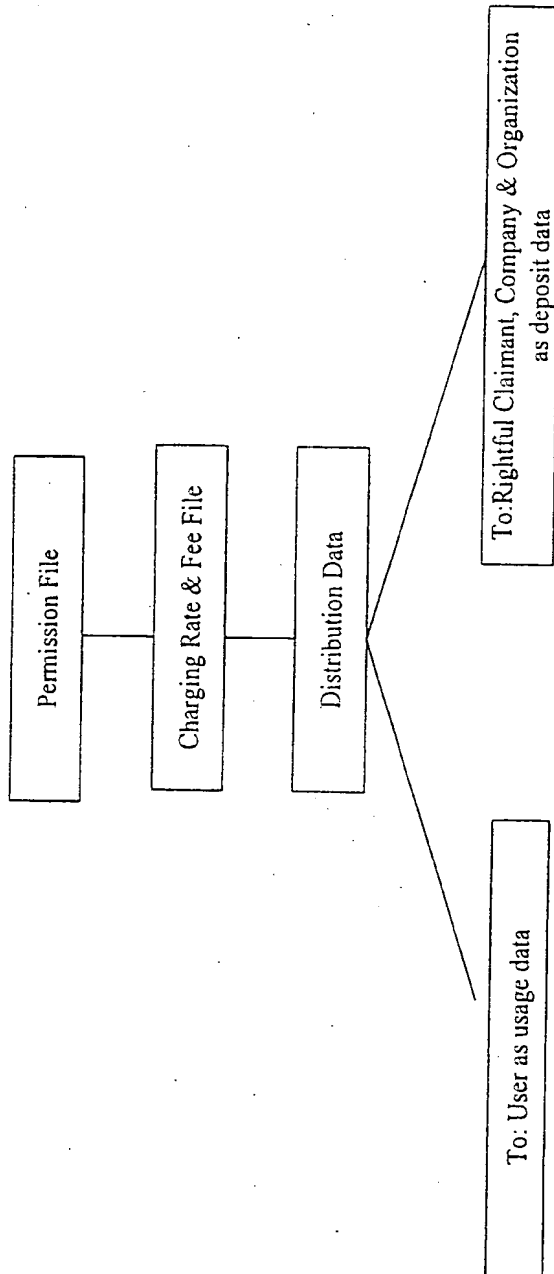 Permission File
Charging Rate & Fee File
Distribution Data
To: User as usage data
To:Rightful Claimant, Company & Organization
as deposit data